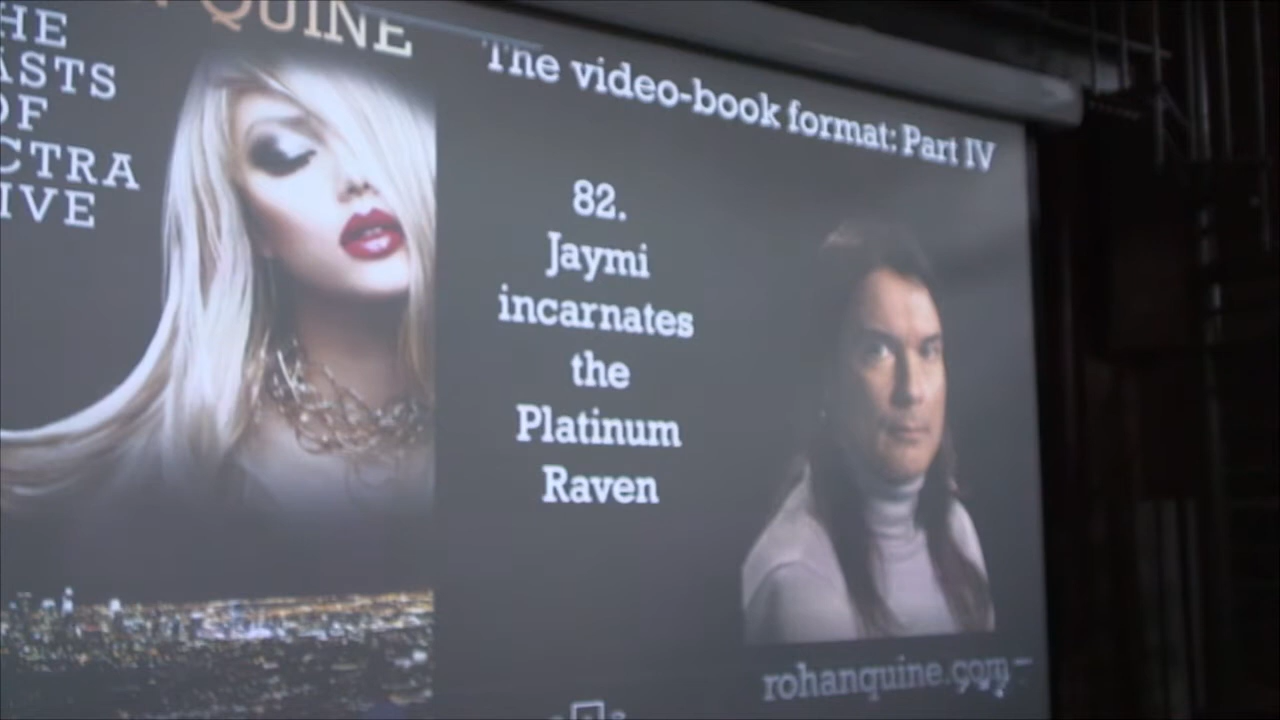 QUINE
HE
ASTS
OF
CTRA
IVE
The video-book format: Part IV
82.
Jaymi
incarnates
the
Platinum
Raven
rohanquine.com